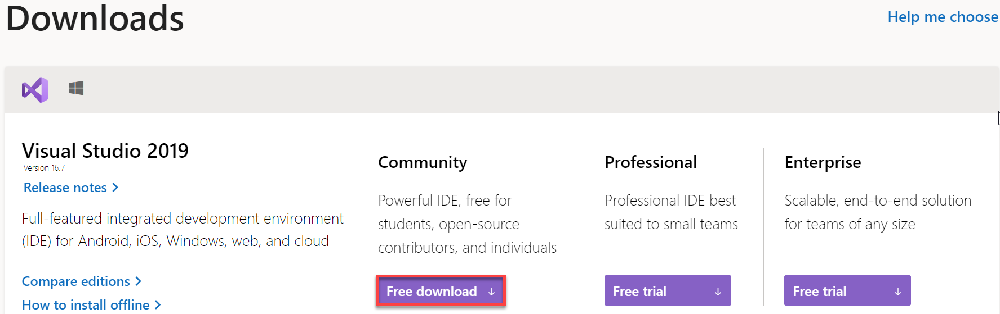 Downloads
Help me choose
Visual Studio 2019
Version 16.7
Release notes
Full-featured integrated development environment
(IDE) for Android, iOS, Windows, web, and cloud
Compare editions
How to install offline
Community
Powerful IDE, free for
students, open-source
contributors, and individuals
Free download
Professional
Professional IDE best
suited to small teams
Free trial
Enterprise
Scalable, end-to-end solution
for teams of any size
Free trial